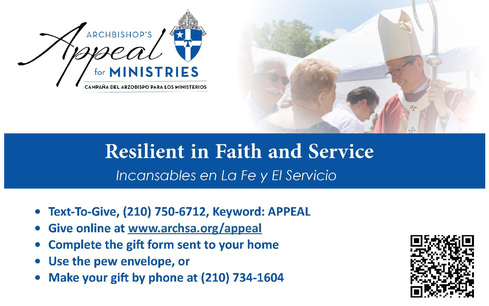 ARCHBISHOP'S
Appeal
for MINISTRIES
CAMPAÑA DEL ARZOBISPO PARA LOS MINISTERIOS
Resilient in Faith and Service
Incansables en La Fe y El Servicio
• Text-To-Give, (210) 750-6712, Keyword: APPEAL
• Give online at www.archsa.org/appeal
• Complete the gift form sent to your home
• Use the pew envelope, or
• Make your gift by phone at (210) 734-1604